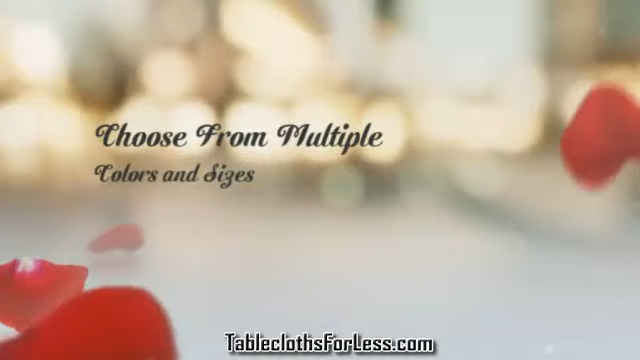 Choose From Multiple
Colors and Sizes
TableclothsForLess.com